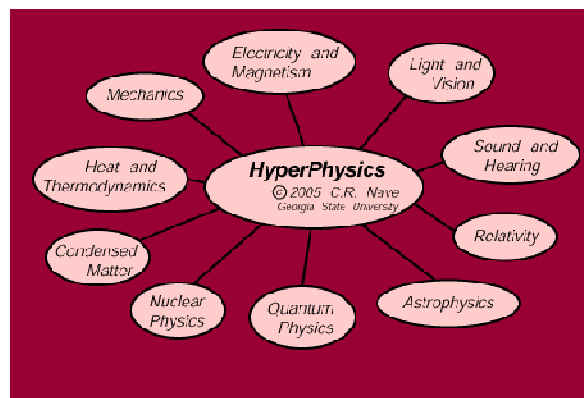 Electricity and
Magnetism
Light and
Vision
Mechanics
Sound and
Hearing
HyperPhysics
© 2005 C.R. Nave
Georgia State University
Heat and
Thermodynamics
Relativity
Condensed
Matter
Nuclear
Physics
Quantum
Physics
Astrophysics